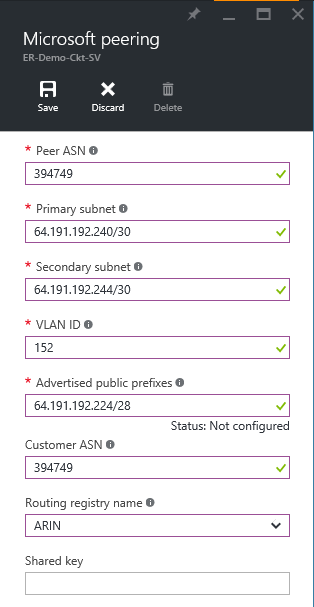 Microsoft peering
ER-Demo-Ckt-SV
Save Discard Delete
* Peer ASN
394749
* Primary subnet
64.191.192.240/30
* Secondary subnet
64.191.192.244/30
* VLAN ID
152
* Advertised public prefixes
64.191.192.224/28
Status: Not configured
Customer ASN
394749
Routing registry name
ARIN
Shared key